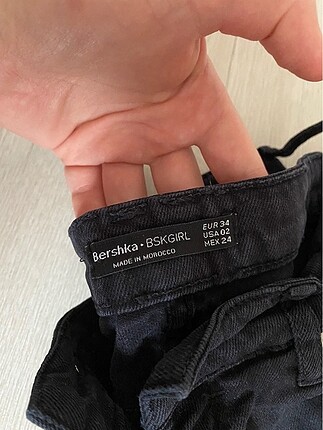 Bershka • BSKGIRL
MADE IN MOROCCO
EUR 34
USA 02
MEX 24